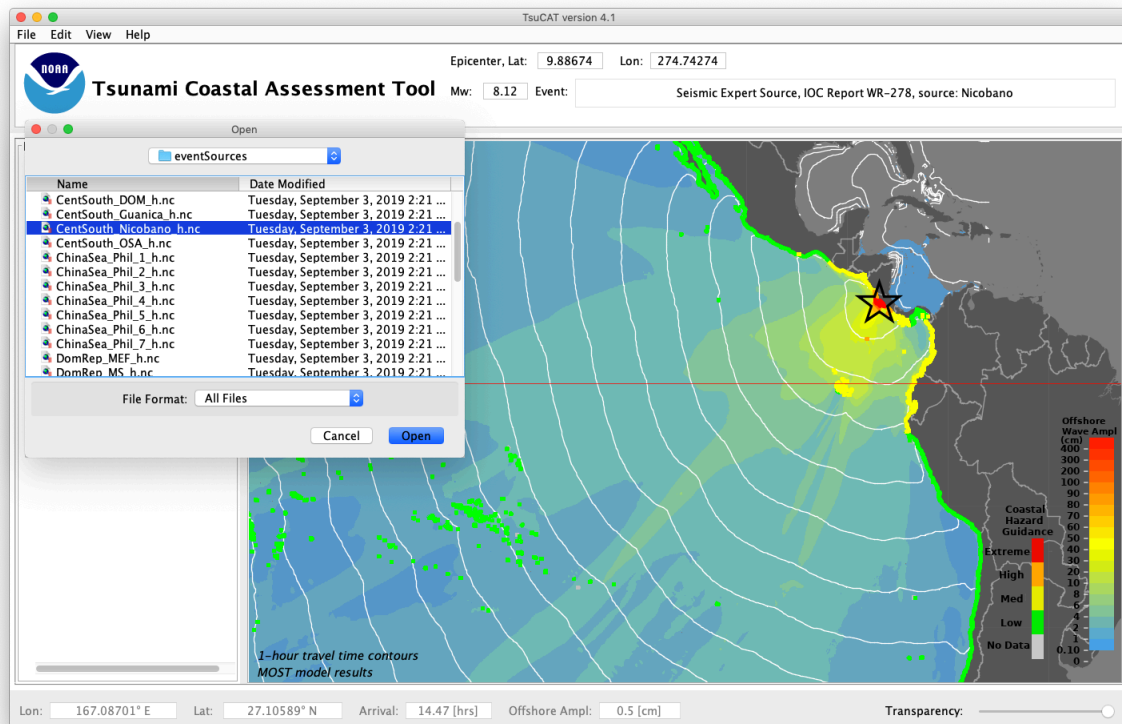 TsuCAT version 4.1
File Edit View Help
NOAA
Tsunami Coastal Assessment Tool
Epicenter, Lat: 9.88674 Lon: 274.74274
Mw: 8.12 Event: Seismic Expert Source, IOC Report WR-278, source: Nicobano
Open
eventSources
Name Date Modified
CentSouth_DOM_h.nc Tuesday, September 3, 2019 2:21 ...
CentSouth_Guanica_h.nc Tuesday, September 3, 2019 2:21 ...
CentSouth_Nicobano_h.nc Tuesday, September 3, 2019 2:21 ...
CentSouth_OSA_h.nc Tuesday, September 3, 2019 2:21 ...
ChinaSea_Phil_1_h.nc Tuesday, September 3, 2019 2:21 ...
ChinaSea_Phil_2_h.nc Tuesday, September 3, 2019 2:21 ...
ChinaSea_Phil_3_h.nc Tuesday, September 3, 2019 2:21 ...
ChinaSea_Phil_4_h.nc Tuesday, September 3, 2019 2:21 ...
ChinaSea_Phil_5_h.nc Tuesday, September 3, 2019 2:21 ...
ChinaSea_Phil_6_h.nc Tuesday, September 3, 2019 2:21 ...
ChinaSea_Phil_7_h.nc Tuesday, September 3, 2019 2:21 ...
DomRep_MEF_h.nc Tuesday, September 3, 2019 2:21 ...
DomRep_MS_h.nc Tuesday, September 3, 2019 2:21 ...
File Format: All Files
Cancel Open
Offshore
Wave Ampl
(cm)
400
300
200
100
90
80
70
60
50
40
30
20
10
8
6
4
2
1
0.10
0
Coastal
Hazard
Guidance
Extreme
High
Med
Low
No Data
1-hour travel time contours
MOST model results
Lon: 167.08701° E Lat: 27.10589° N Arrival: 14.47 [hrs] Offshore Ampl: 0.5 [cm] Transparency: